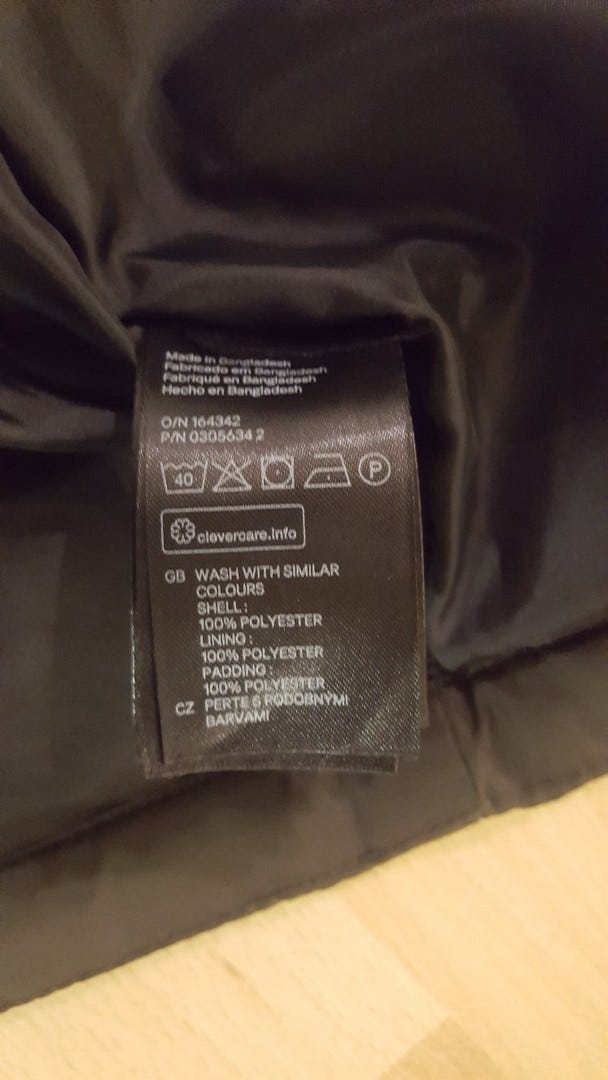 Made in Bangladesh
Fabricado em Bangladesh
Fabriqué en Bangladesh
Hecho en Bangladesh
O/N 164342
P/N 0305634 2
40 P
clevercare.info
GB WASH WITH SIMILAR
COLOURS
SHELL :
100% POLYESTER
LINING :
100% POLYESTER
PADDING :
100% POLYESTER
CZ PERTE S PODOBNÝMI
BARVAMI